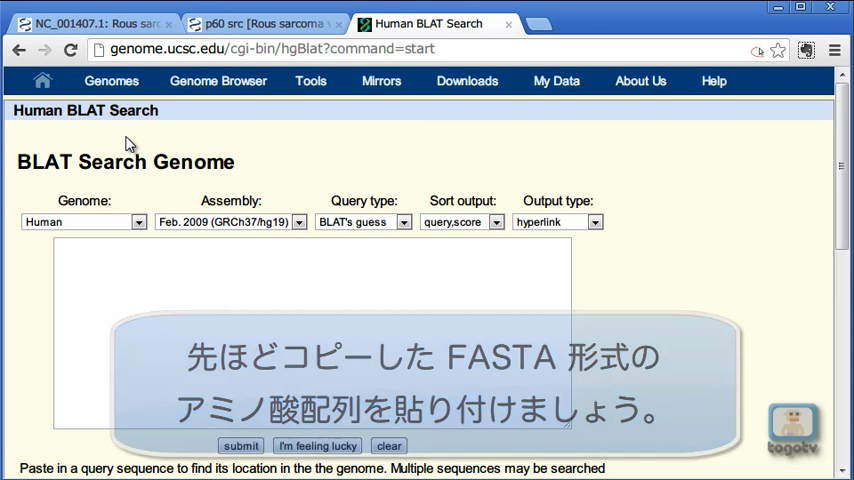 NC_001407.1: Rous sarc
p60 src [Rous sarcoma v
Human BLAT Search
genome.ucsc.edu/cgi-bin/hgBlat?command=start
Genomes Genome Browser Tools Mirrors Downloads My Data About Us Help
Human BLAT Search
BLAT Search Genome
Genome: Assembly: Query type: Sort output: Output type:
Human Feb. 2009 (GRCh37/hg19) BLAT's guess query,score hyperlink
先ほどコピーした FASTA 形式の
アミノ酸配列を貼り付けましょう。
submit I'm feeling lucky clear
togotv
Paste in a query sequence to find its location in the the genome. Multiple sequences may be searched